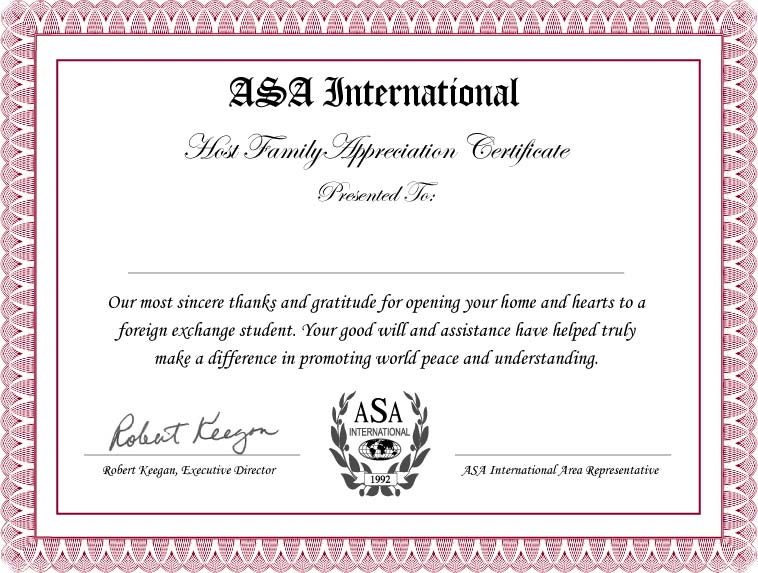 ASA International
Host Family Appreciation Certificate
Presented To:
Our most sincere thanks and gratitude for opening your home and hearts to a
foreign exchange student. Your good will and assistance have helped truly
make a difference in promoting world peace and understanding.
Robert Keegan
ASA
INTERNATIONAL
1992
Robert Keegan, Executive Director
ASA International Area Representative